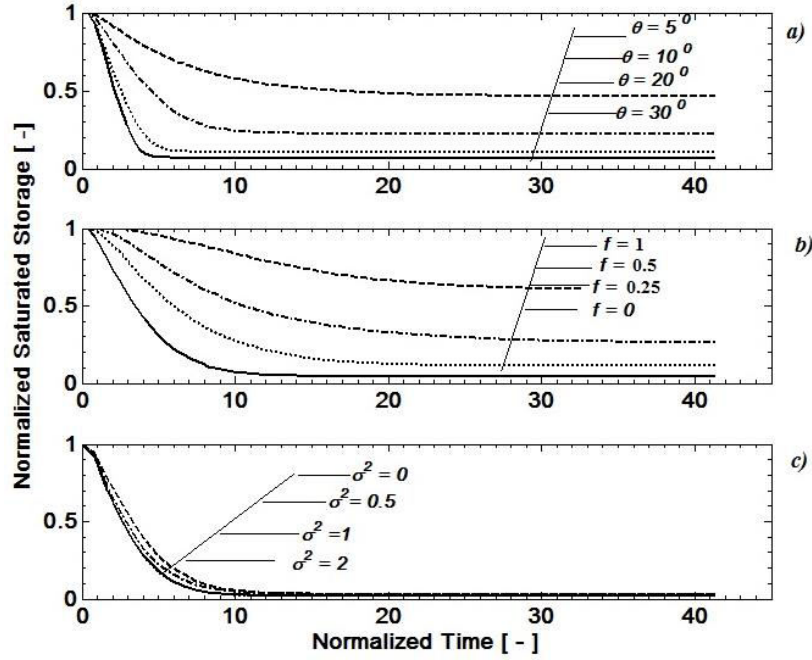 Normalized Saturated Storage [ - ]
1
0.5
0
0
10
20
30
40
θ = 5⁰
θ = 10⁰
θ = 20⁰
θ = 30⁰
a)
1
0.5
0
0
10
20
30
40
f = 1
f = 0.5
f = 0.25
f = 0
b)
1
0.5
0
0
10
20
30
40
σ² = 0
σ² = 0.5
σ² = 1
σ² = 2
c)
Normalized Time [ - ]